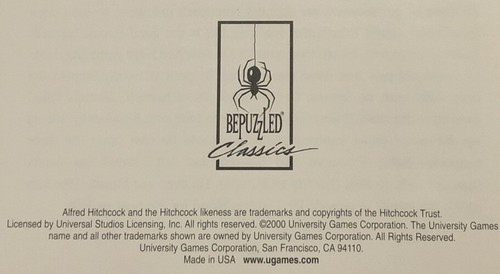 BEPUZZLED®
Classics
Alfred Hitchcock and the Hitchcock likeness are trademarks and copyrights of the Hitchcock Trust.
Licensed by Universal Studios Licensing, Inc. All rights reserved. ©2000 University Games Corporation. The University Games
name and all other trademarks shown are owned by University Games Corporation. All Rights Reserved.
University Games Corporation, San Francisco, CA 94110.
Made in USA www.ugames.com